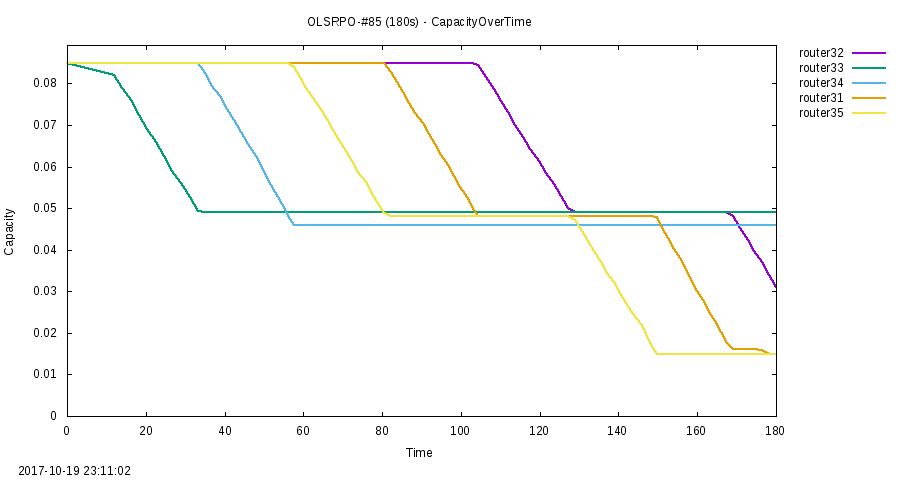 OLSRPO-#85 (180s) - CapacityOverTime
router32
router33
router34
router31
router35
0.08
0.07
0.06
0.05
0.04
0.03
0.02
0.01
0
Capacity
0 20 40 60 80 100 120 140 160 180
Time
2017-10-19 23:11:02